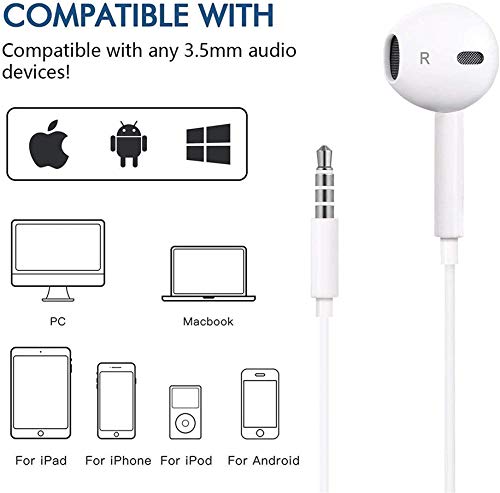 COMPATIBLE WITH
Compatible with any 3.5mm audio
devices!
R
PC
Macbook
For iPad
For iPhone
For iPod
For Android